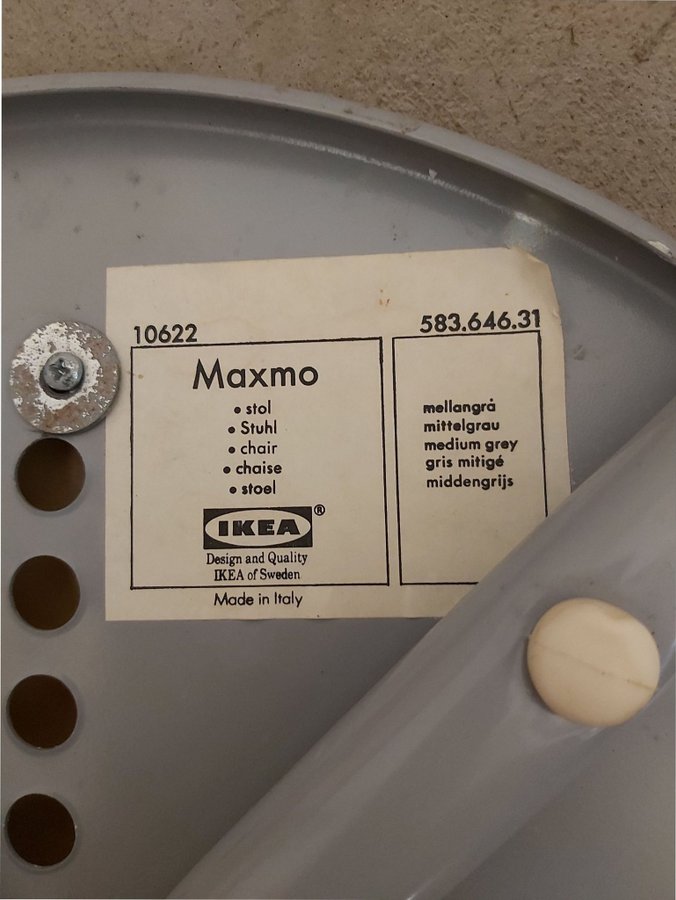 10622
583.646.31
Maxmo
• stol
• Stuhl
• chair
• chaise
• stoel
IKEA®
Design and Quality
IKEA of Sweden
Made in Italy
mellangrå
mittelgrau
medium grey
gris mitigé
middengrijs